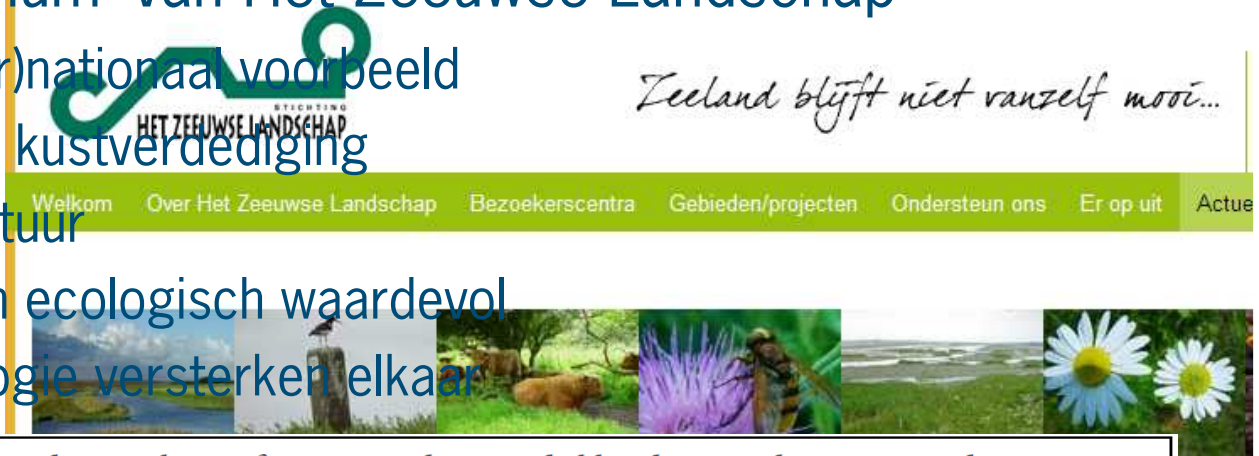 van Het Zeeuwse Landschap
r)nationaal voorbeeld
Zeeland blijft niet vanzelf mooi...
STICHTING
HET ZEEUWSE LANDSCHAP
kustverdediging
Welkom Over Het Zeeuwse Landschap Bezoekerscentra Gebieden/projecten Ondersteun ons Er op uit Actue
tuur
n ecologisch waardevol
ogie versterken elkaar